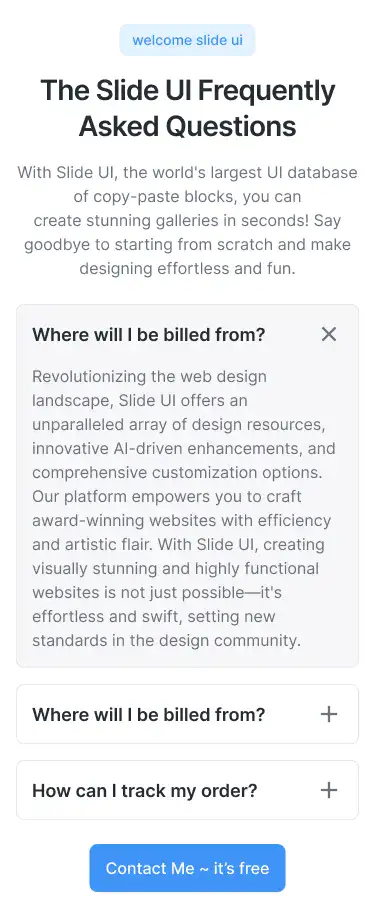 welcome slide ui
The Slide UI Frequently
Asked Questions
With Slide UI, the world's largest UI database
of copy-paste blocks, you can
create stunning galleries in seconds! Say
goodbye to starting from scratch and make
designing effortless and fun.
Where will I be billed from?
Revolutionizing the web design
landscape, Slide UI offers an
unparalleled array of design resources,
innovative AI-driven enhancements, and
comprehensive customization options.
Our platform empowers you to craft
award-winning websites with efficiency
and artistic flair. With Slide UI, creating
visually stunning and highly functional
websites is not just possible—it's
effortless and swift, setting new
standards in the design community.
Where will I be billed from?
How can I track my order?
Contact Me ~ it’s free